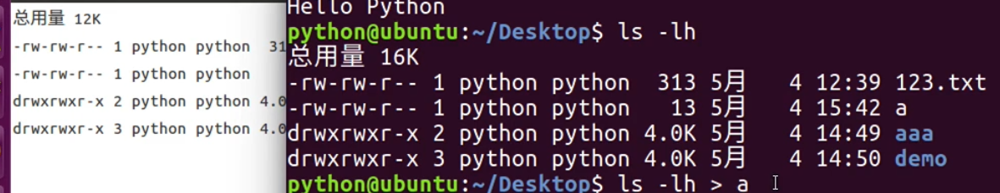 总用量 12K
-rw-rw-r-- 1 python python  31
-rw-rw-r-- 1 python python
drwxrwxr-x 2 python python 4.0
drwxrwxr-x 3 python python 4.0
Hello Python
python@ubuntu:~/Desktop$ ls -lh
总用量 16K
-rw-rw-r-- 1 python python  313 5月   4 12:39 123.txt
-rw-rw-r-- 1 python python   13 5月   4 15:42 a
drwxrwxr-x 2 python python 4.0K 5月   4 14:49 aaa
drwxrwxr-x 3 python python 4.0K 5月   4 14:50 demo
python@ubuntu:~/Desktop$ ls -lh > a